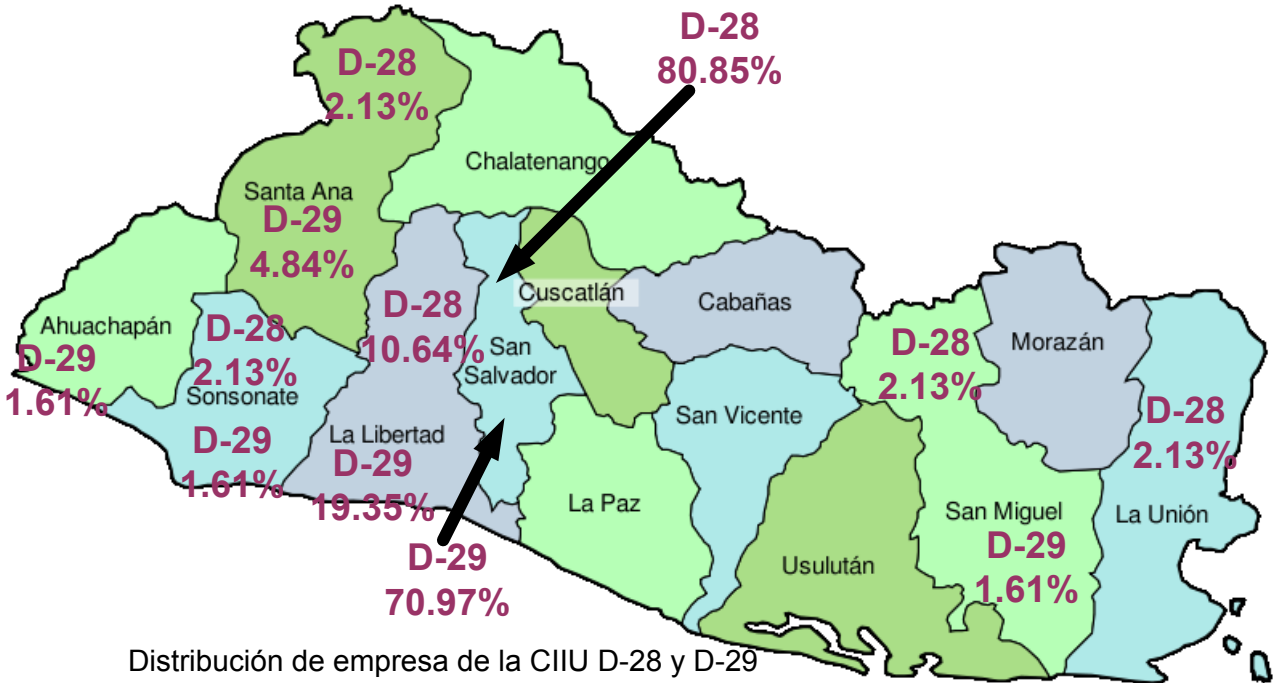 D-28
80.85%
D-28
2.13%
Chalatenango
Santa Ana
D-29
4.84%
Ahuachapán
D-29
1.61%
D-28
2.13%
Sonsonate
D-29
1.61%
D-28
10.64%
La Libertad
D-29
19.35%
San
Salvador
D-29
70.97%
Cuscatlán
Cabañas
San Vicente
La Paz
Usulután
D-28
2.13%
San Miguel
D-29
1.61%
Morazán
D-28
2.13%
La Unión
Distribución de empresa de la CIIU D-28 y D-29